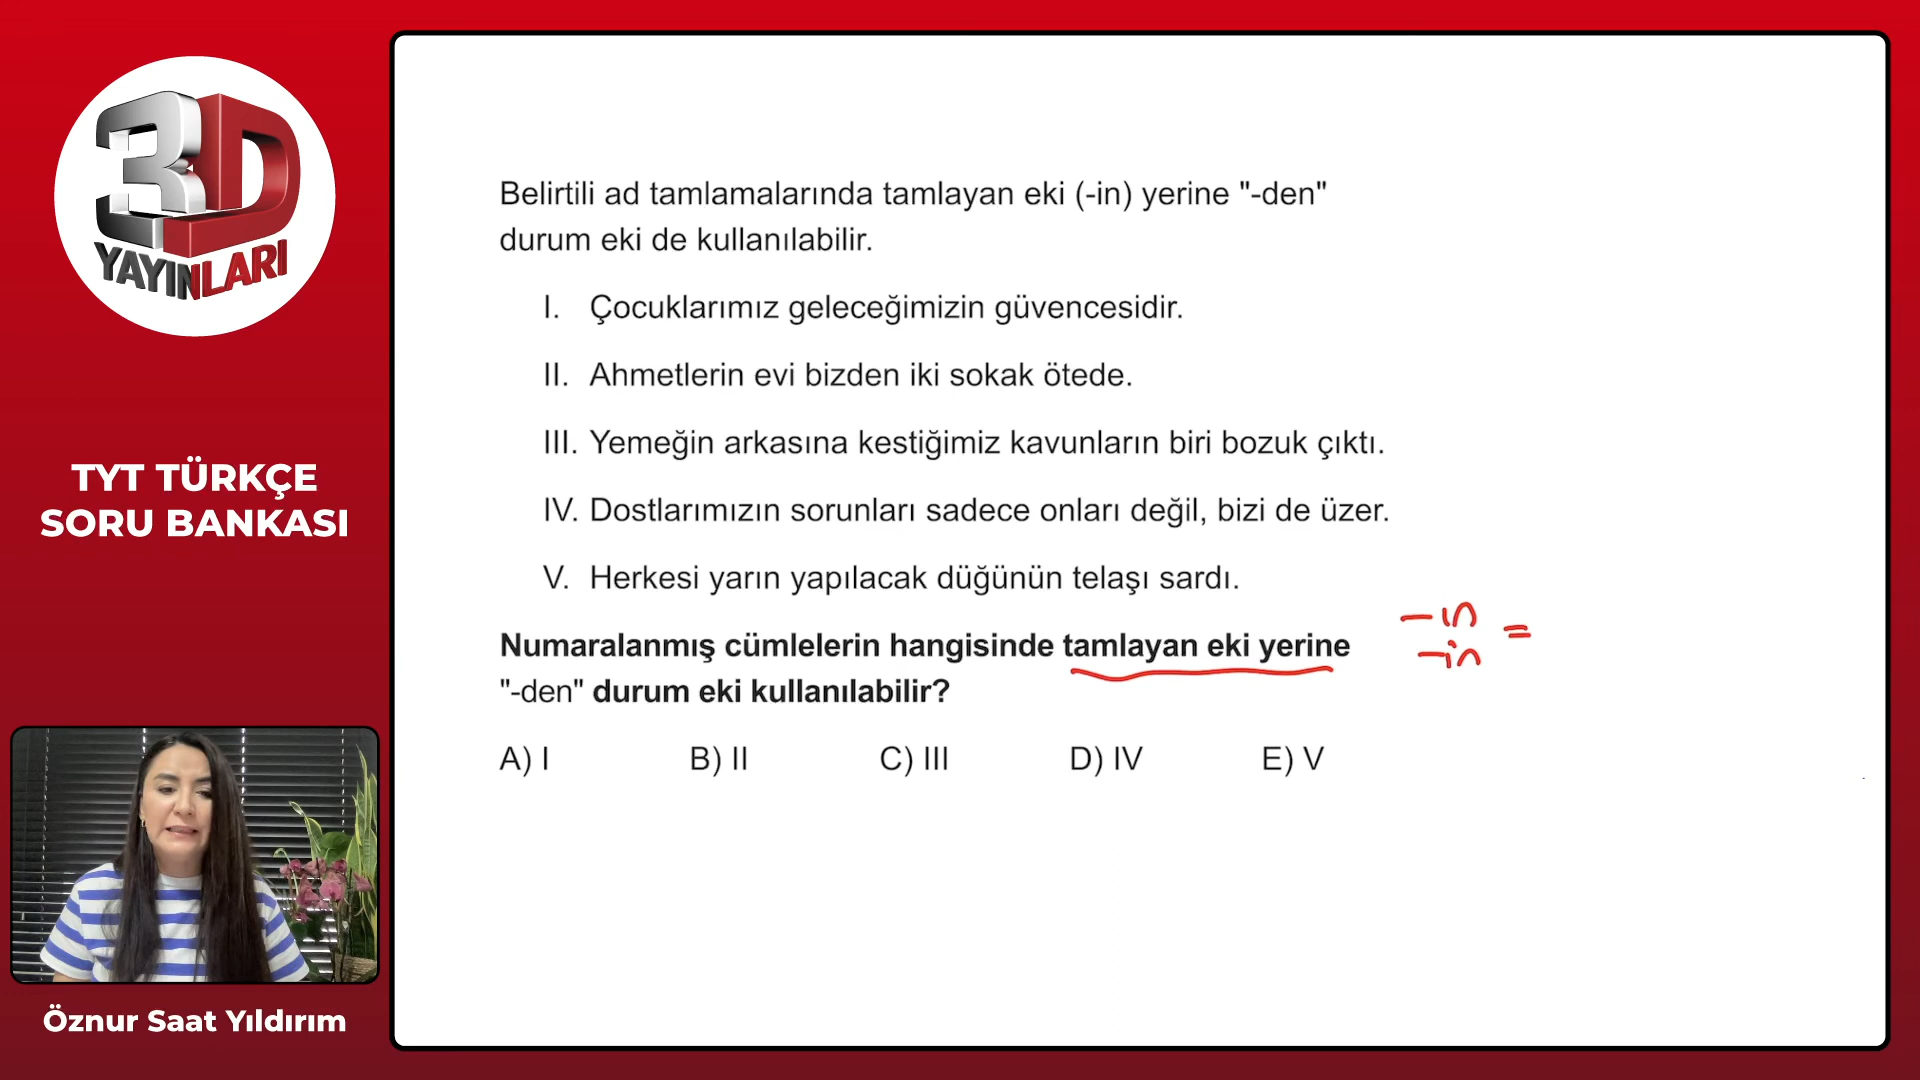 3D
YAYINLARI
TYT TÜRKÇE
SORU BANKASI
Öznur Saat Yıldırım
Belirtili ad tamlamalarında tamlayan eki (-in) yerine "-den"
durum eki de kullanılabilir.
I. Çocuklarımız geleceğimizin güvencesidir.
II. Ahmetlerin evi bizden iki sokak ötede.
III. Yemeğin arkasına kestiğimiz kavunların biri bozuk çıktı.
IV. Dostlarımızın sorunları sadece onları değil, bizi de üzer.
V. Herkesi yarın yapılacak düğünün telaşı sardı.
Numaralanmış cümlelerin hangisinde tamlayan eki yerine
"-den" durum eki kullanılabilir?
A) I B) II C) III D) IV E) V
-ın =
-in